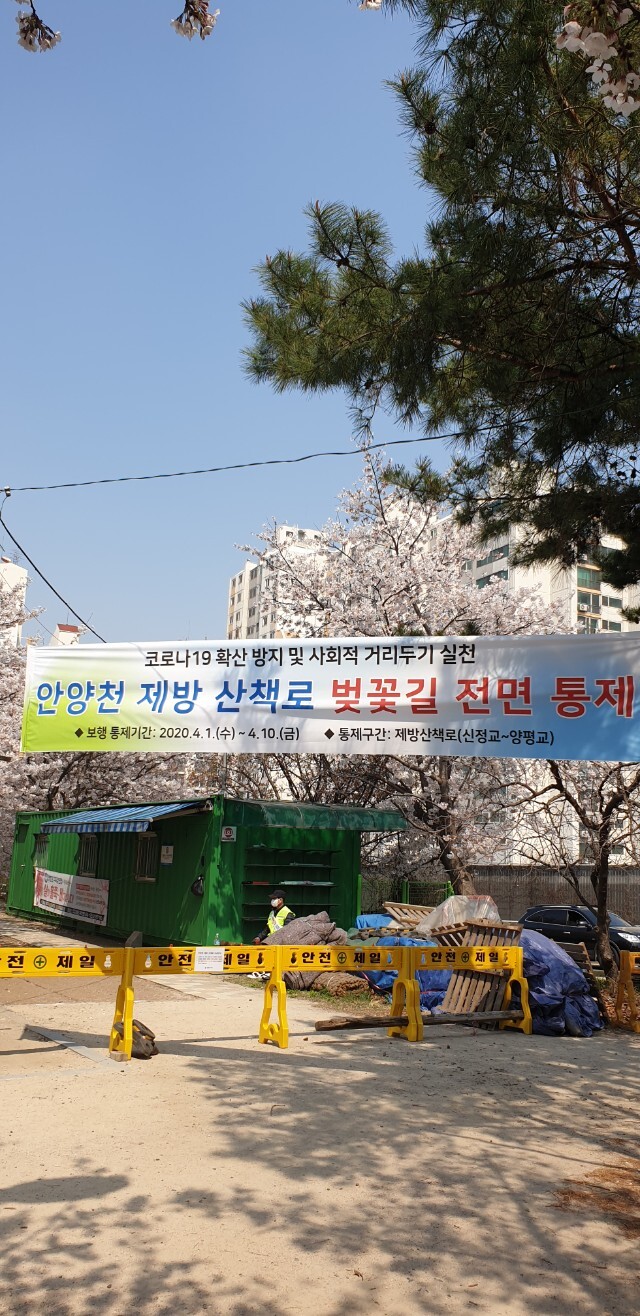 코로나19 확산 방지 및 사회적 거리두기 실천
안양천 제방 산책로 벚꽃길 전면 통제
◆ 보행 통제기간: 2020.4.1.(수) ~ 4.10.(금) ◆ 통제구간: 제방산책로(신정교~양평교)
전 제일 안전 제일 안전 제일 안전 제일